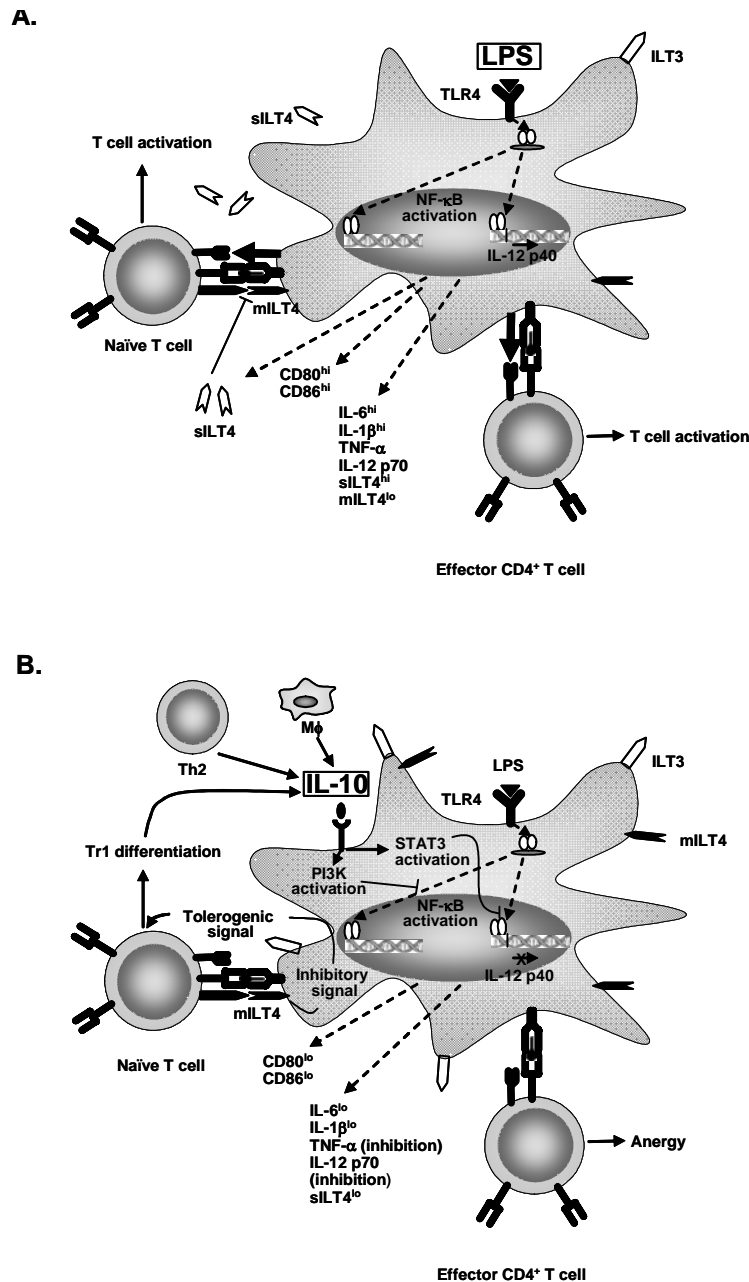 A.
LPS
ILT3
TLR4
sILT4
T cell activation
NF-κB
activation
IL-12 p40
mILT4
Naïve T cell
CD80hi
CD86hi
sILT4
IL-6hi
IL-1βhi
TNF-α
IL-12 p70
sILT4hi
mILT4lo
T cell activation
Effector CD4+ T cell
B.
Mϕ
Th2
IL-10
LPS
ILT3
TLR4
mILT4
STAT3
activation
Tr1 differentiation
PI3K
activation
NF-κB
activation
Tolerogenic
signal
Inhibitory
signal
IL-12 p40
mILT4
Naïve T cell
CD80lo
CD86lo
IL-6lo
IL-1βlo
TNF-α (inhibition)
IL-12 p70
(inhibition)
sILT4lo
Anergy
Effector CD4+ T cell